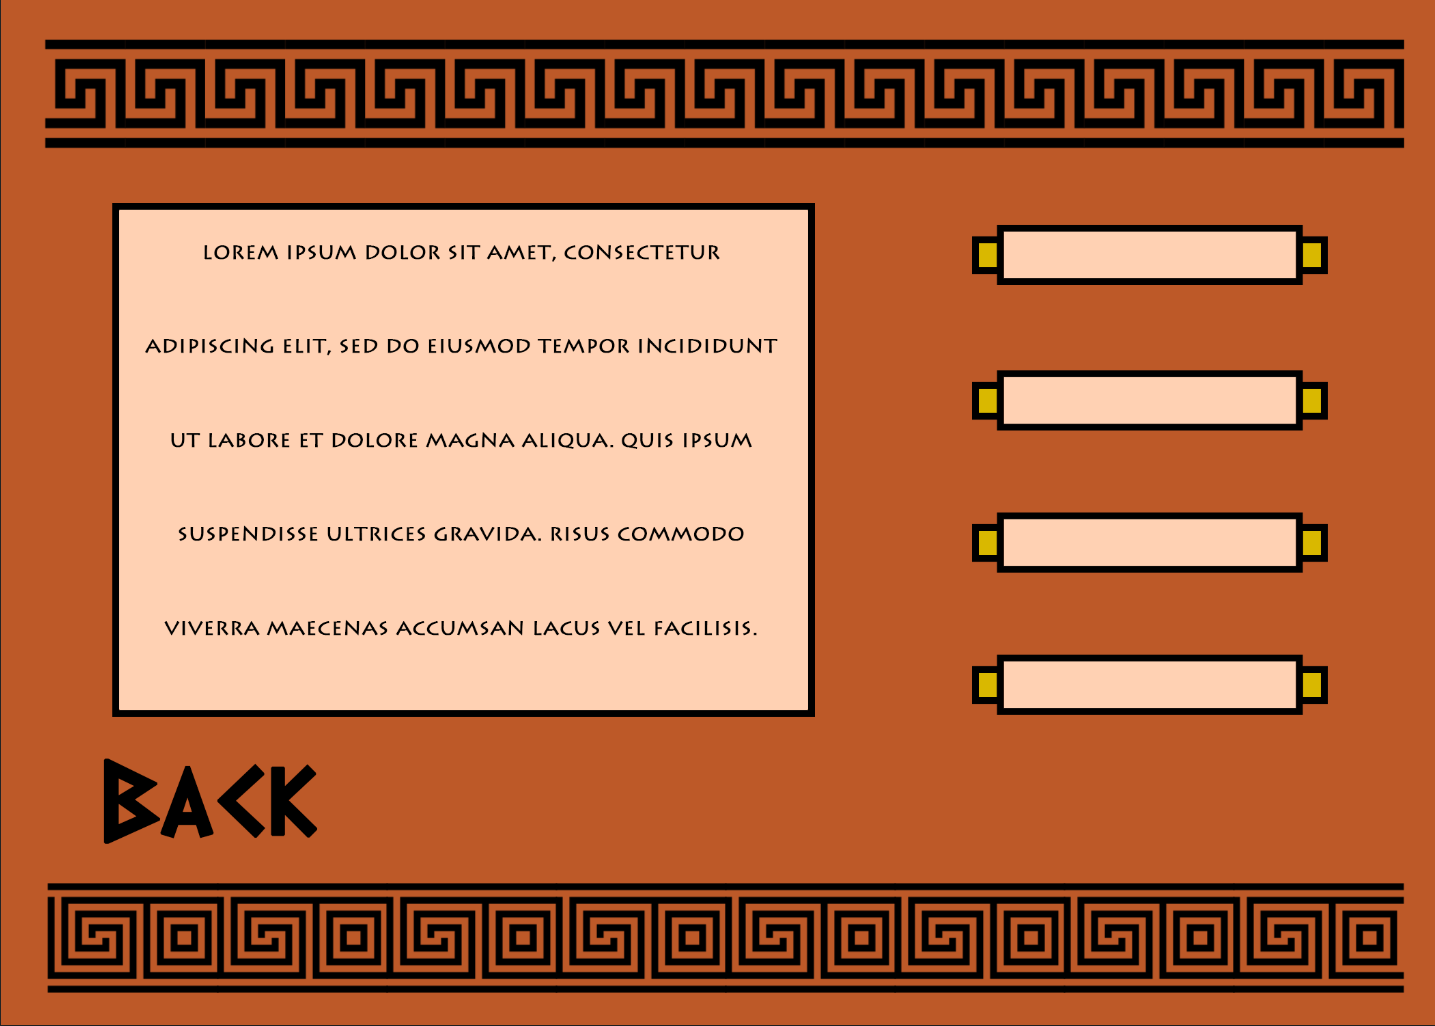 LOREM IPSUM DOLOR SIT AMET, CONSECTETUR
ADIPISCING ELIT, SED DO EIUSMOD TEMPOR INCIDIDUNT
UT LABORE ET DOLORE MAGNA ALIQUA. QUIS IPSUM
SUSPENDISSE ULTRICES GRAVIDA. RISUS COMMODO
VIVERRA MAECENAS ACCUMSAN LACUS VEL FACILISIS.
BACK